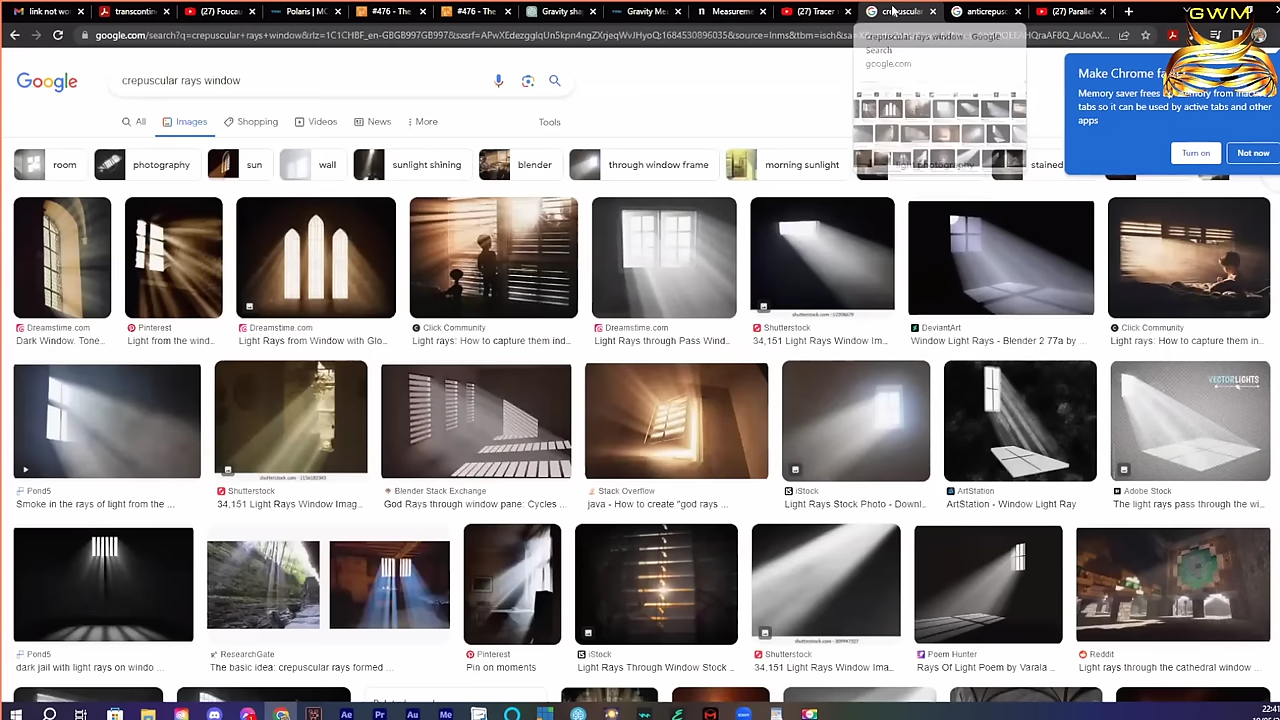 link not wo
transcontin
(27) Foucau
Polaris | MC
#476 - The
#476 - The
Gravity sha
Gravity Mea
Measureme
(27) Tracer
crepuscular
anticrepusc
(27) Parallel
GWM
google.com/search?q=crepuscular+rays+window&rlz=1C1CHBF_en-GBGB997GB997&
crepuscular rays window - Google
Search
google.com
Google
crepuscular rays window
Make Chrome fa
Memory saver frees up memory from inactive
tabs so it can be used by active tabs and other
apps
Turn on
Not now
All
Images
Shopping
Videos
News
More
Tools
room
photography
sun
wall
sunlight shining
blender
through window frame
morning sunlight
light photography
stained
Dreamstime.com
Dark Window. Tone...
Pinterest
Light from the wind...
Dreamstime.com
Light Rays from Window with Glo...
Click Community
Light rays: How to capture them ind...
Dreamstime.com
Light Rays through Pass Wind...
Shutterstock
34,151 Light Rays Window Im...
DeviantArt
Window Light Rays - Blender 2 77a by ...
Click Community
Light rays: How to capture them in...
VECTORLIGHTS
Pond5
Smoke in the rays of light from the ...
Shutterstock
34,151 Light Rays Window Imag...
Blender Stack Exchange
God Rays through window pane: Cycles ...
Stack Overflow
java - How to create "god rays ...
iStock
Light Rays Stock Photo - Downl...
ArtStation
ArtStation - Window Light Ray
Adobe Stock
The light rays pass through the wi...
Pond5
dark jail with light rays on windo ...
ResearchGate
The basic idea: crepuscular rays formed ...
Pinterest
Pin on moments
iStock
Light Rays Through Window Stock ...
Shutterstock
34,151 Light Rays Window Ima...
Poem Hunter
Rays Of Light Poem by Varala ...
Reddit
Light rays through the cathedral window ...
22:41